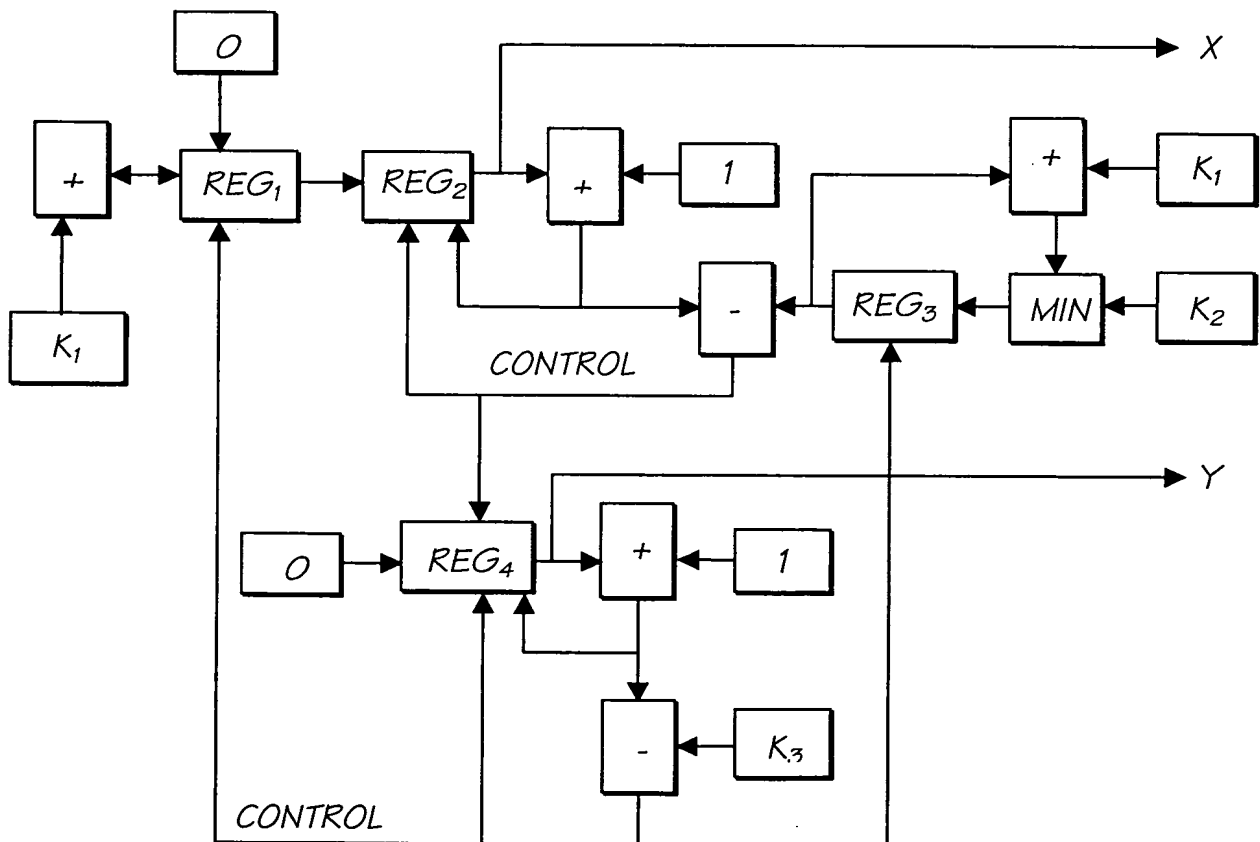 O
X
+
REG₁
REG₂
+
1
+
K₁
K₁
-
REG₃
MIN
K₂
CONTROL
Y
O
REG₄
+
1
-
K₃
CONTROL